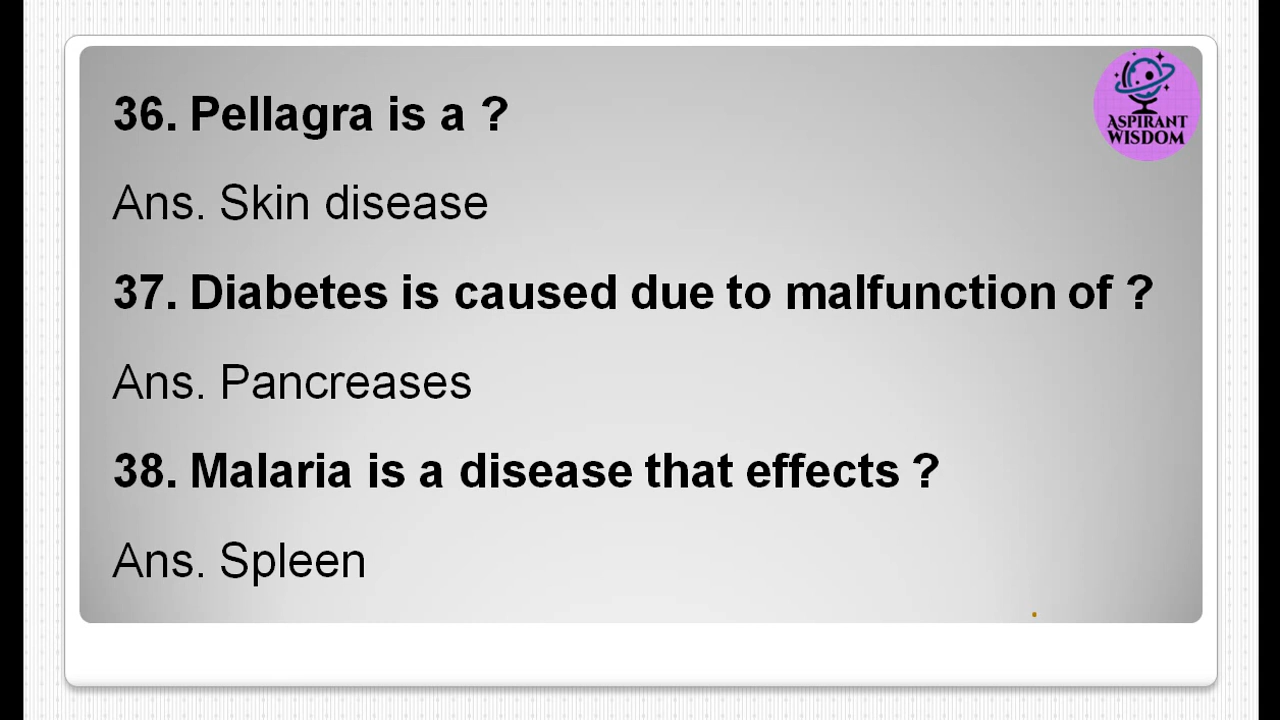 36. Pellagra is a ?
Ans. Skin disease
37. Diabetes is caused due to malfunction of ?
Ans. Pancreases
38. Malaria is a disease that effects ?
Ans. Spleen
ASPIRANT
WISDOM